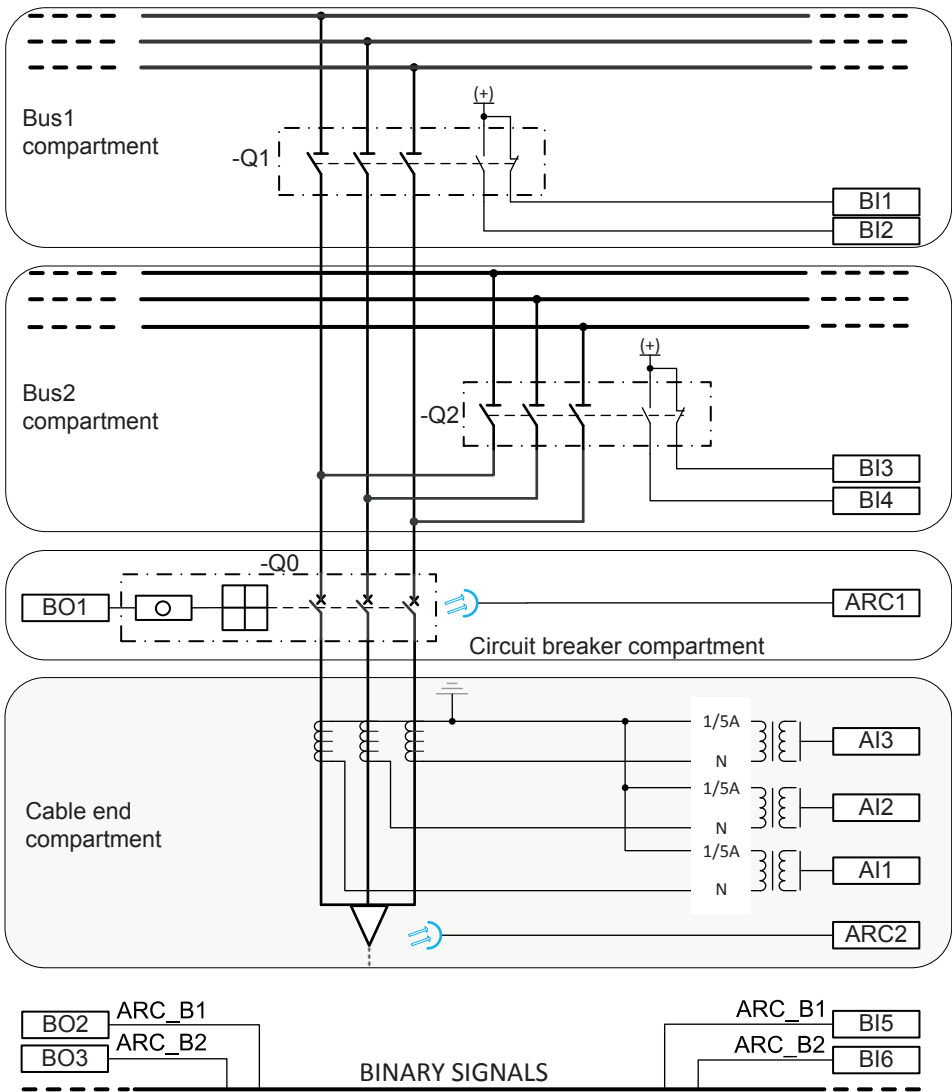 Bus1
compartment
(+)
-Q1
BI1
BI2
Bus2
compartment
(+)
-Q2
BI3
BI4
-Q0
BO1
ARC1
Circuit breaker compartment
Cable end
compartment
1/5A
N
AI3
1/5A
N
AI2
1/5A
N
AI1
ARC2
BO2
ARC_B1
BO3
ARC_B2
ARC_B1
BI5
ARC_B2
BI6
BINARY SIGNALS